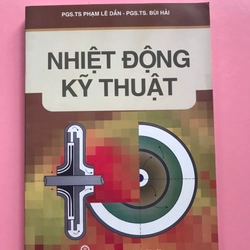 PGS.TS PHẠM LÊ DẦN - PGS.TS. BÙI HẢI
NHIỆT ĐỘNG
KỸ THUẬT